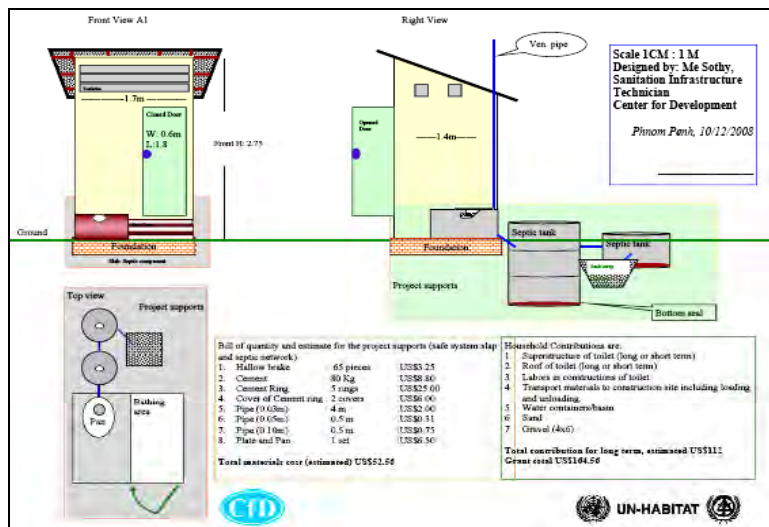 Front View A1
1.7m
Closed Door
W: 0.6m
L:1.8
Front H: 2.75
Ground
Foundation
Right View
Ven. pipe
Opened
Door
1.4m
Foundation
Septic tank
Septic tank
Project supports
Bottom seal
Scale 1CM : 1 M
Designed by: Me Sothy,
Sanitation Infrastructure
Technician
Center for Development
Phnom Penh, 10/12/2008
Top view
Project supports
Bathing
area
Pan
Bill of quantity and estimate for the project supports (safe system slap
and septic network)
1. Hallow brake 65 pieces US$3.25
2. Cement 80 Kg US$8.80
3. Cement Ring 5 rings US$25.00
4. Cover of Cement ring 2 covers US$6.00
5. Pipe (0.03m) 4 m US$2.00
6. Pipe (0.05m) 0.5 m US$0.31
7. Pipe (0.10m) 0.5 m US$0.75
8. Plate and Pan 1 set US$6.50
Total materials cost (estimated) US$52.56
Household Contributions are:
1. Superstructure of toilet (long or short term)
2. Roof of toilet (long or short term)
3. Labors in constructions of toilet
4. Transport materials to construction site including loading
and unloading.
5 Water containers/basin
6 Sand
7 Gravel (4x6)
Total contribution for long term, estimated US$112
Grant total US$164.56
CfD
UN-HABITAT